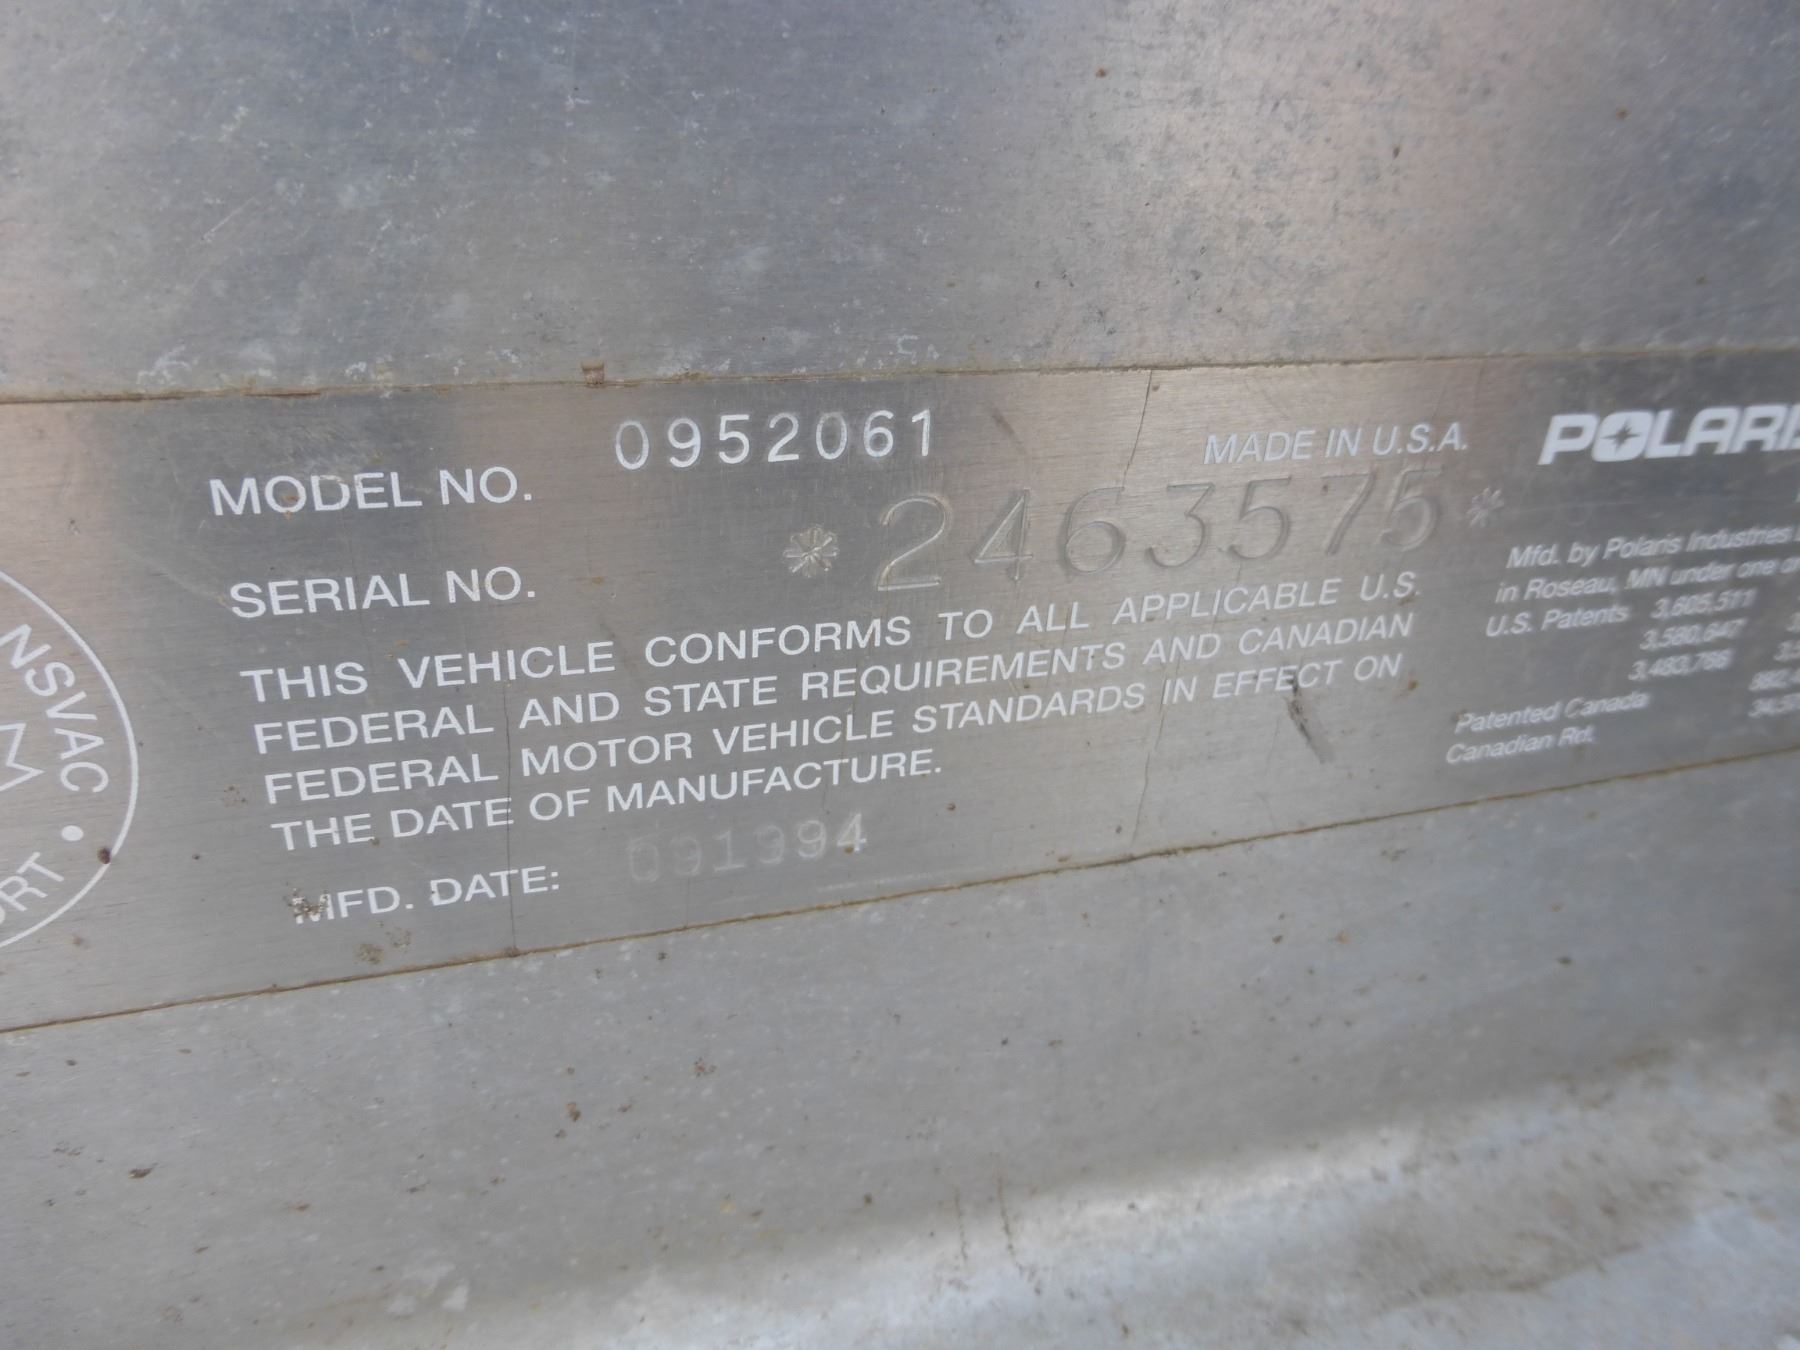 MODEL NO. 0952061
MADE IN U.S.A.
SERIAL NO. *2463575*
THIS VEHICLE CONFORMS TO ALL APPLICABLE U.S.
FEDERAL AND STATE REQUIREMENTS AND CANADIAN
FEDERAL MOTOR VEHICLE STANDARDS IN EFFECT ON
THE DATE OF MANUFACTURE.
MFD. DATE: 091994
POLARIS
Mfd. by Polaris Industries
in Roseau, MN under one
U.S. Patents 3,605,511
3,580,647
3,483,766
Patented Canada
Canadian Rd.
NSVAC
ORT